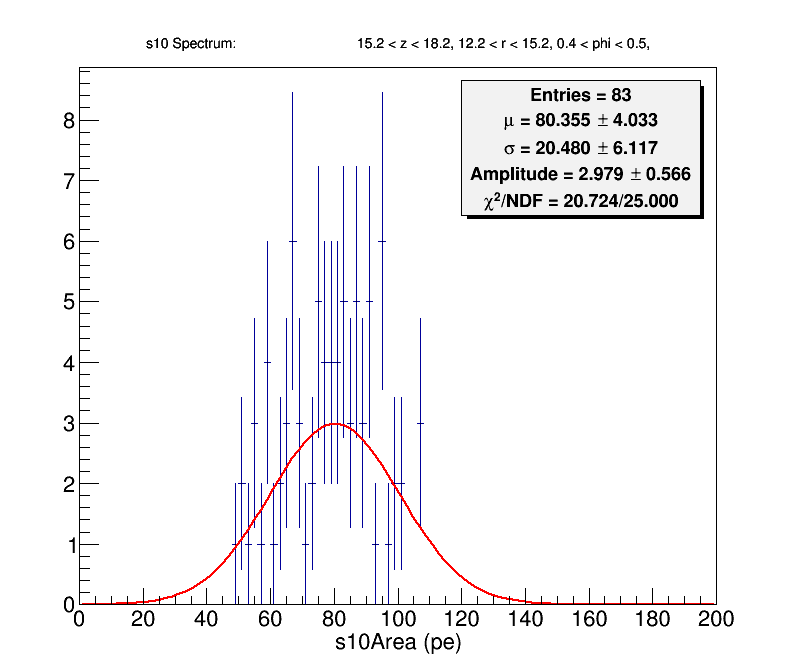 s10 Spectrum: 15.2 < z < 18.2, 12.2 < r < 15.2, 0.4 < phi < 0.5,
Entries = 83
μ = 80.355 ± 4.033
σ = 20.480 ± 6.117
Amplitude = 2.979 ± 0.566
χ²/NDF = 20.724/25.000
8
7
6
5
4
3
2
1
0
0 20 40 60 80 100 120 140 160 180 200
s10Area (pe)